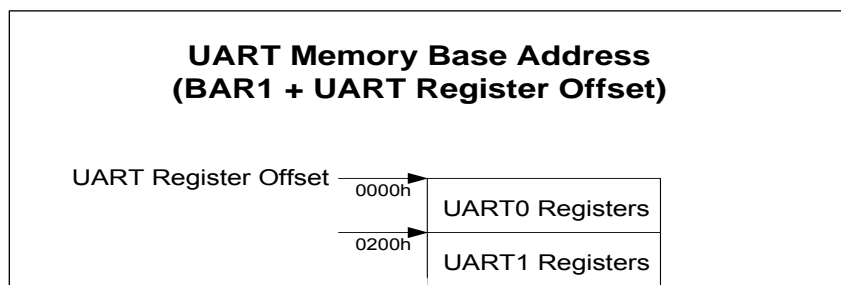 UART Memory Base Address
(BAR1 + UART Register Offset)
UART Register Offset
0000h
UART0 Registers
0200h
UART1 Registers